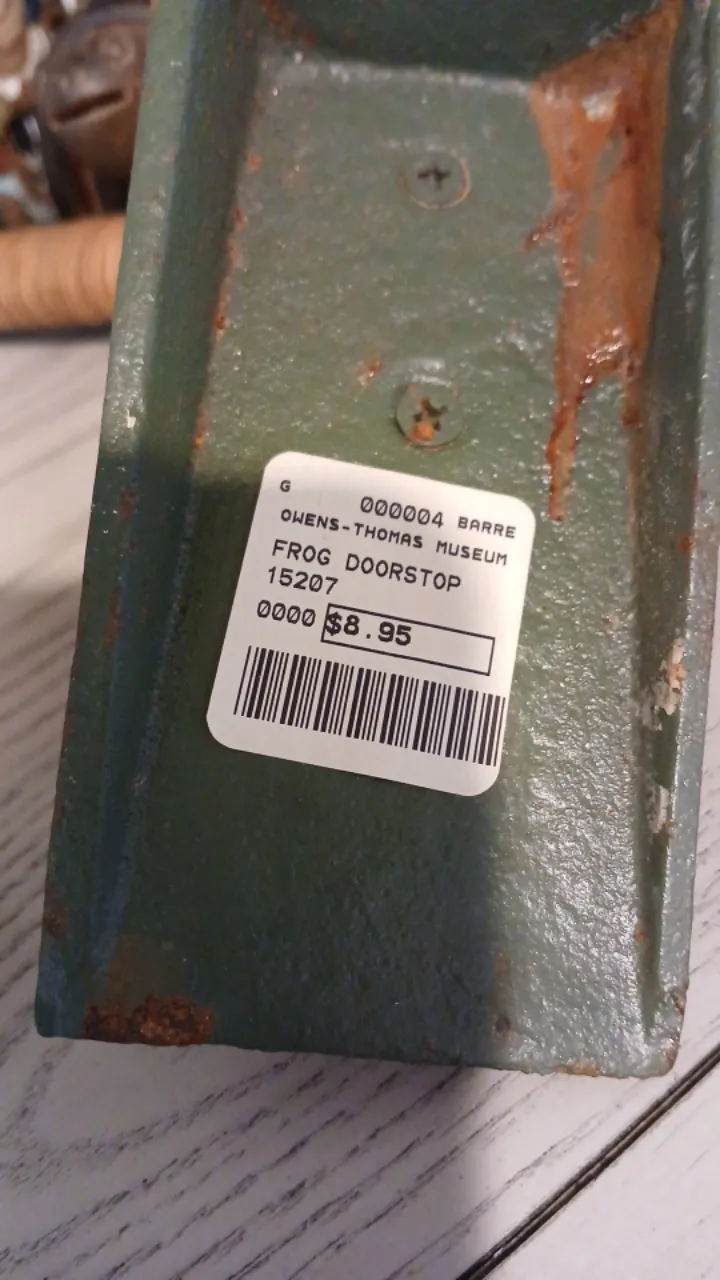 G 000004 BARRE
OWENS-THOMAS MUSEUM
FROG DOORSTOP
15207
0000 $8.95